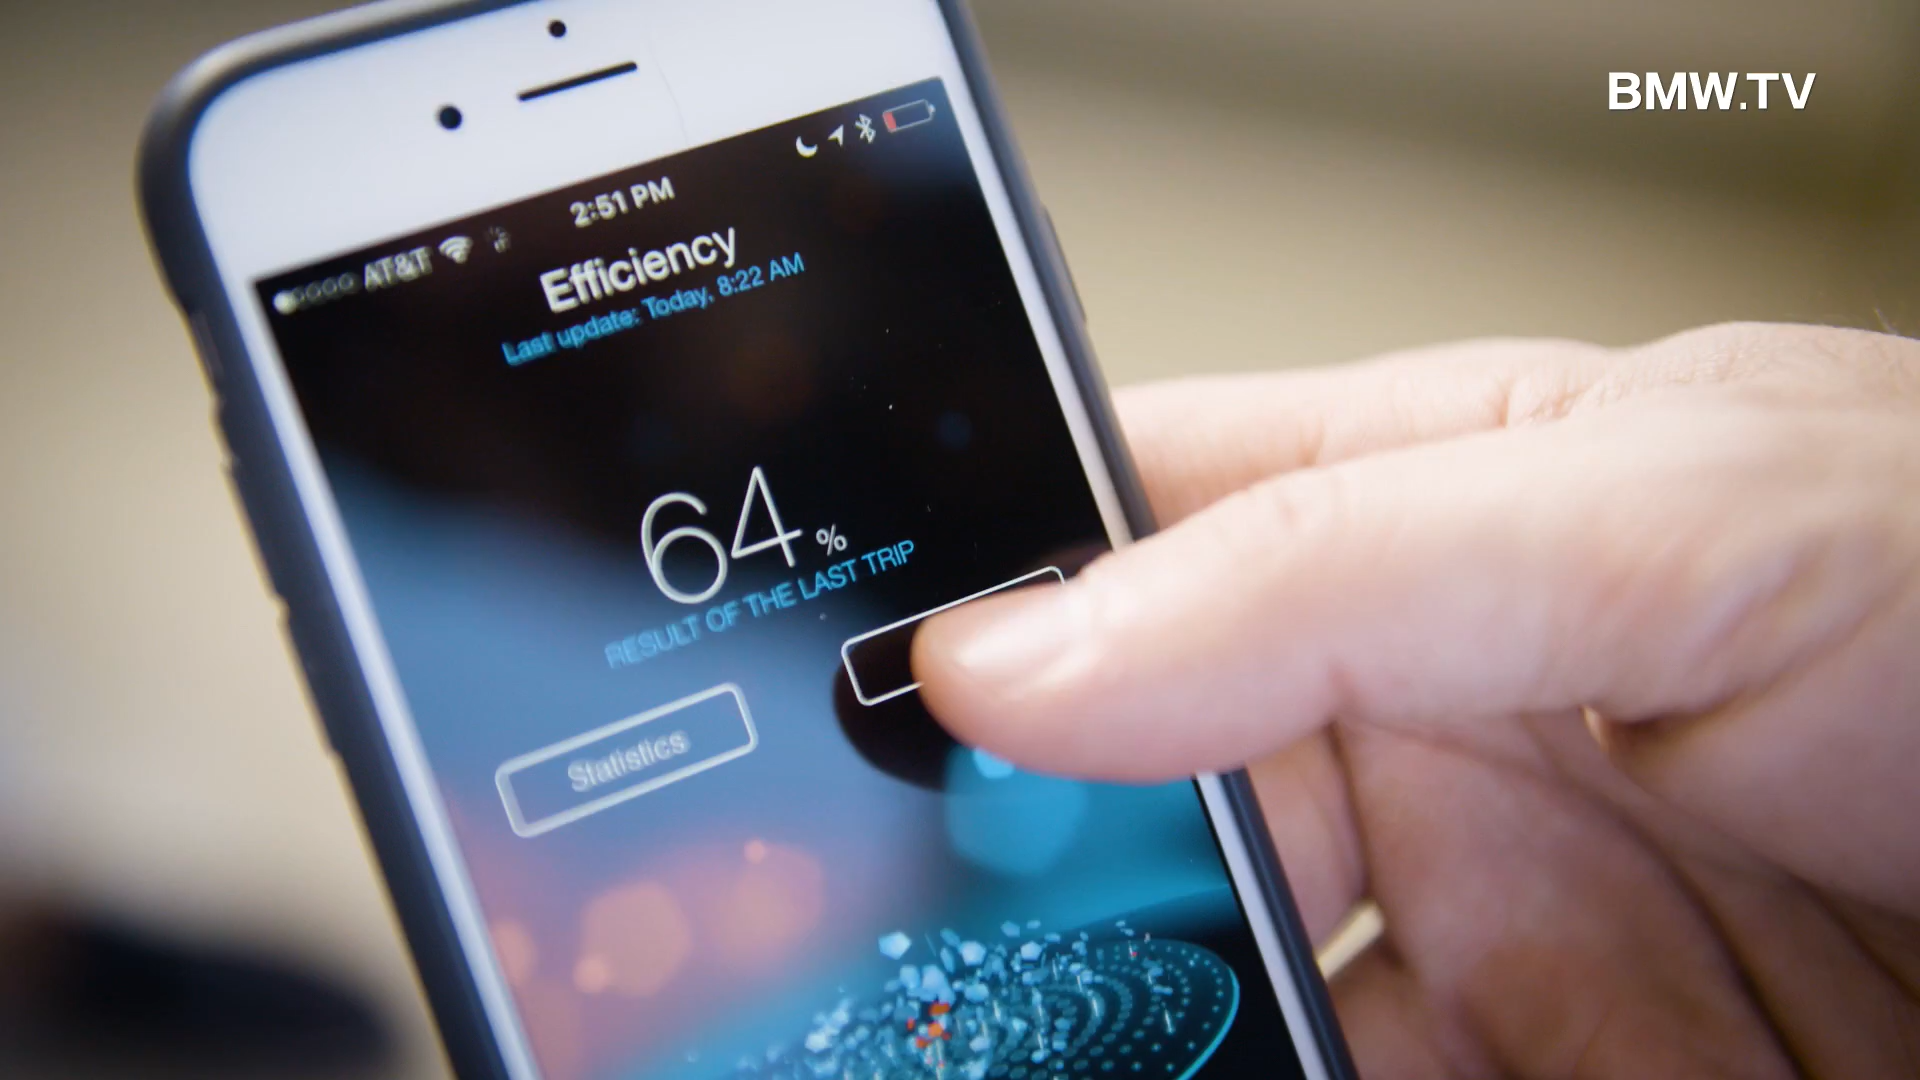 BMW.TV
AT&T
2:51 PM
Efficiency
Last update: Today, 8:22 AM
64 %
RESULT OF THE LAST TRIP
Statistics